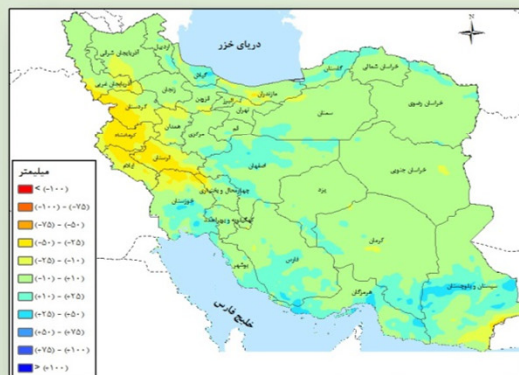 دریای خزر
N
اردبیل
آذربایجان شرقی
آذربایجان غربی
گیلان
زنجان
کردستان
قزوین
البرز
مازندران
تهران
گلستان
خراسان شمالی
خراسان رضوی
سمنان
قم
همدان
مرکزی
کرمانشاه
لرستان
ایلام
اصفهان
خراسان جنوبی
یزد
چهارمحال و بختیاری
خوزستان
کهگیلویه و بویراحمد
فارس
کرمان
بوشهر
هرمزگان
سیستان و بلوچستان
خلیج فارس
میلیمتر
< (-۱۰۰)
(-۱۰۰) - (-۷۵)
(-۷۵) - (-۵۰)
(-۵۰) - (-۲۵)
(-۲۵) - (-۱۰)
(-۱۰) - (+۱۰)
(+۱۰) - (+۲۵)
(+۲۵) - (+۵۰)
(+۵۰) - (+۷۵)
(+۷۵) - (+۱۰۰)
< (+۱۰۰)